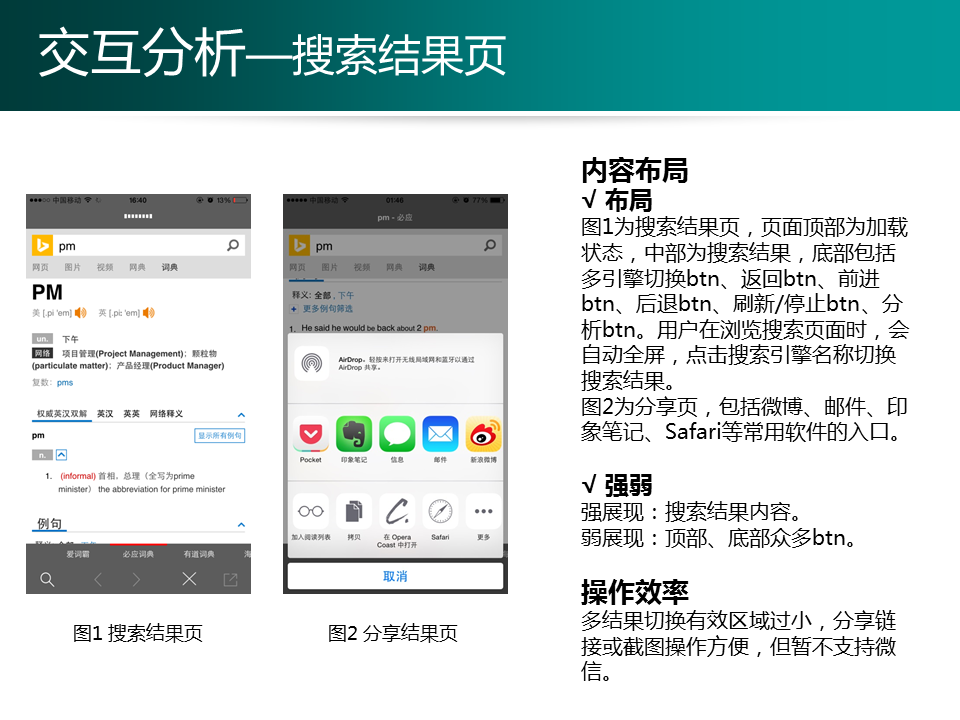 交互分析—搜索结果页
中国移动 16:40 13%
pm
网页 图片 视频 网典 词典
PM
美 [.pi 'em] 英 [.pi: 'em]
un. 下午
网络 项目管理(Project Management)；颗粒物
(particulate matter)；产品经理(Product Manager)
复数： pms
权威英汉双解 英汉 英英 网络释义
pm 显示所有例句
n.
1. (informal) 首相，总理（全写为prime
minister） the abbreviation for prime minister
例句
爱词霸 必应词典 有道词典 海
图1 搜索结果页
中国移动 01:46 77%
pm - 必应
pm
网页 图片 视频 网典 词典
释义: 全部 , 下午
更多例句筛选
1. He said he would be back about 2 pm.
AirDrop。轻按来打开无线局域网和蓝牙以通过
AirDrop 共享。
Pocket 印象笔记 信息 邮件 新浪微博
加入阅读列表 拷贝 在 Opera Safari 更多
Coast 中打开
取消
图2 分享结果页
内容布局
√ 布局
图1为搜索结果页，页面顶部为加载
状态，中部为搜索结果，底部包括
多引擎切换btn、返回btn、前进
btn、后退btn、刷新/停止btn、分
析btn。用户在浏览搜索页面时，会
自动全屏，点击搜索引擎名称切换
搜索结果。
图2为分享页，包括微博、邮件、印
象笔记、Safari等常用软件的入口。
√ 强弱
强展现：搜索结果内容。
弱展现：顶部、底部众多btn。
操作效率
多结果切换有效区域过小，分享链
接或截图操作方便，但暂不支持微
信。